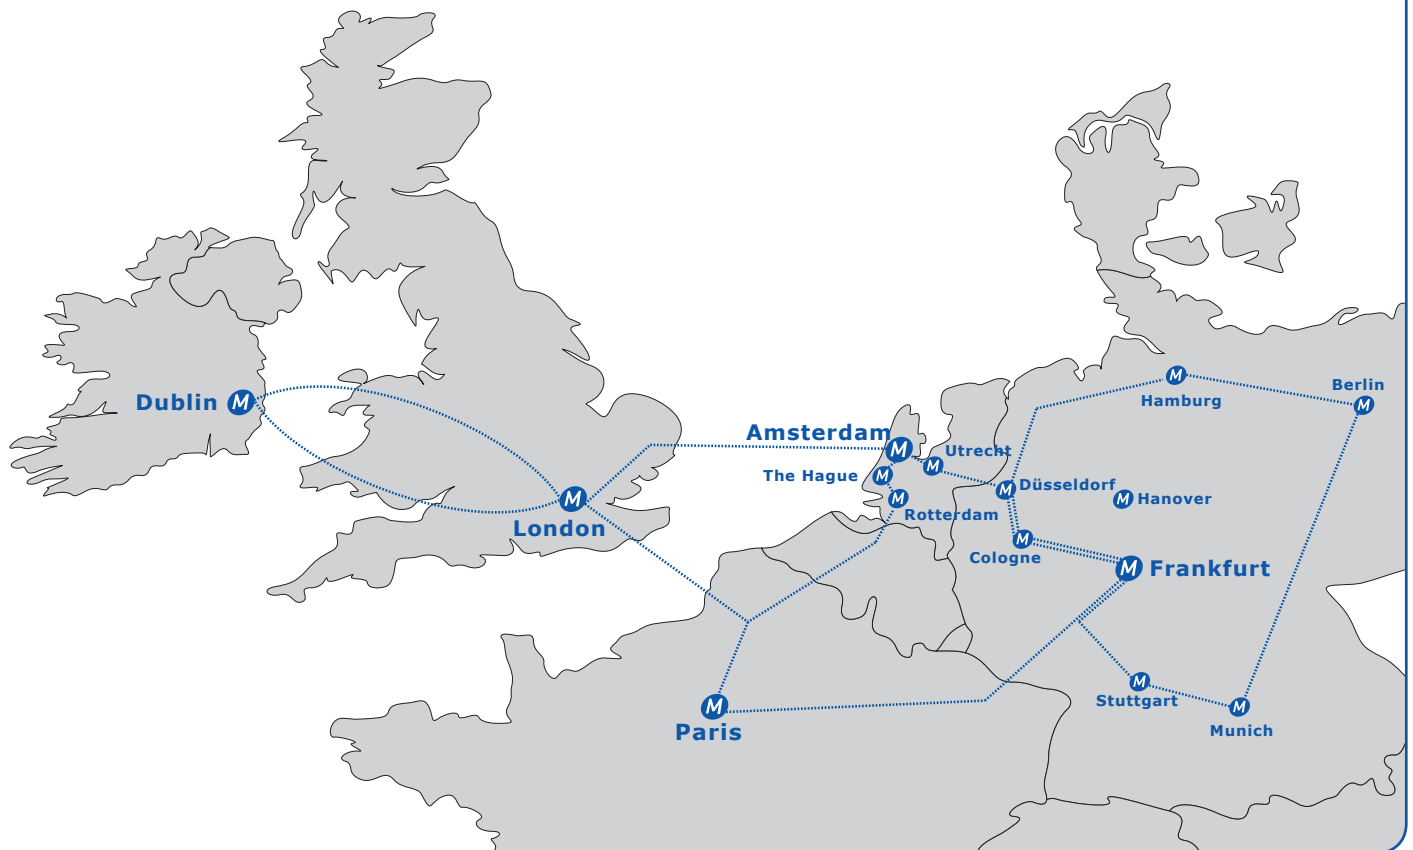 Berlin
Hamburg
Dublin M
Amsterdam
Utrecht
The Hague
Düsseldorf
Hanover
London
Rotterdam
Cologne
Frankfurt
Stuttgart
Paris
Munich